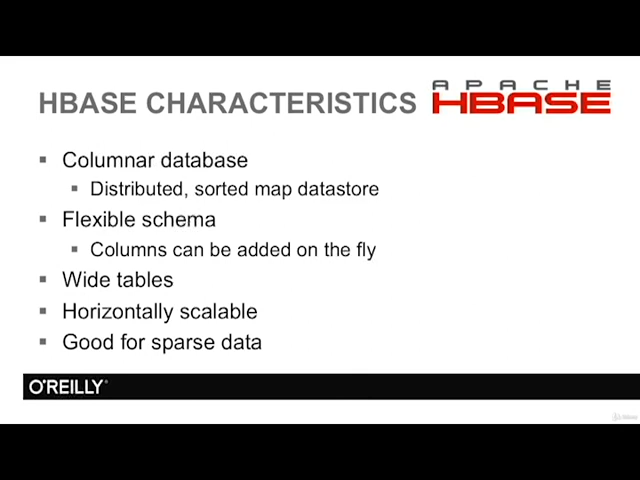 APACHE
HBASE CHARACTERISTICS HBASE
Columnar database
Distributed, sorted map datastore
Flexible schema
Columns can be added on the fly
Wide tables
Horizontally scalable
Good for sparse data
O'REILLY®